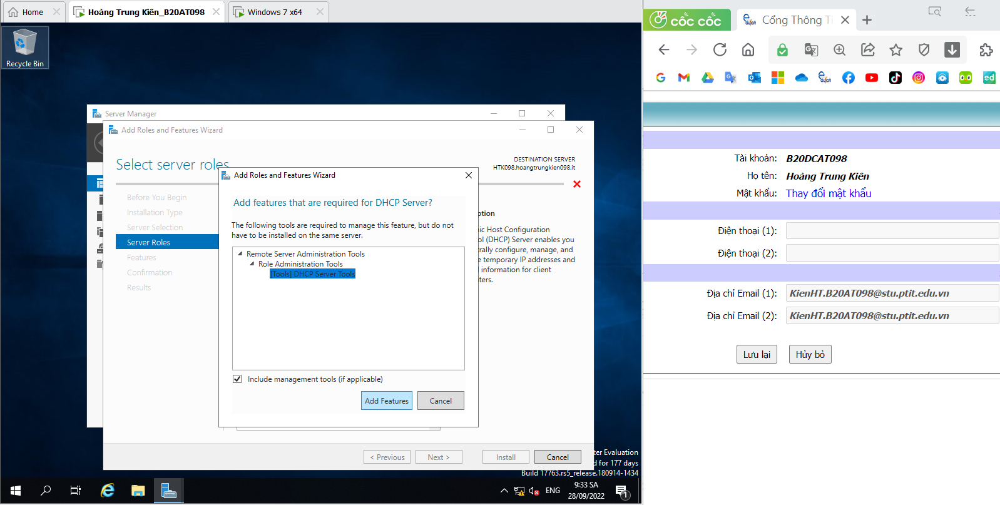 Home
Hoàng Trung Kiên_B20AT098
Windows 7 x64
Recycle Bin
Server Manager
Add Roles and Features Wizard
Select server roles
DESTINATION SERVER
HTK098.hoangtrungkien098.it
Before You Begin
Installation Type
Server Selection
Server Roles
Features
Confirmation
Results
Add Roles and Features Wizard
Add features that are required for DHCP Server?
The following tools are required to manage this feature, but do not
have to be installed on the same server.
Remote Server Administration Tools
Role Administration Tools
[Tools] DHCP Server Tools
Include management tools (if applicable)
Add Features
Cancel
ption
ic Host Configuration
ol (DHCP) Server enables you
trally configure, manage, and
e temporary IP addresses and
information for client
ters.
< Previous
Next >
Install
Cancel
ter Evaluation
d for 177 days
Build 17763.rs5_release.180914-1434
ENG
9:33 SA
28/09/2022
1
cốc cốc
Cổng Thông T
ed
Tài khoản: B20DCAT098
Họ tên: Hoàng Trung Kiên
Mật khẩu: Thay đổi mật khẩu
Điện thoại (1):
Điện thoại (2):
Địa chỉ Email (1): KienHT.B20AT098@stu.ptit.edu.vn
Địa chỉ Email (2): KienHT.B20AT098@stu.ptit.edu.vn
Lưu lại
Hủy bỏ